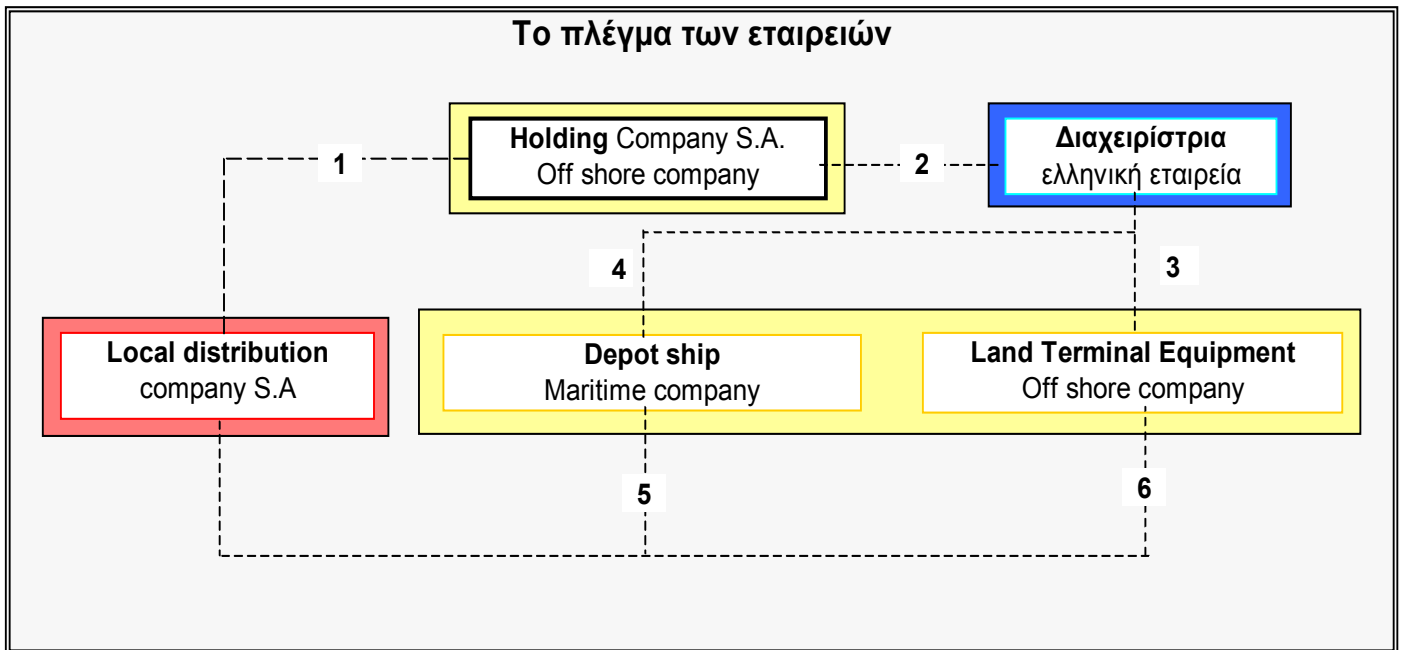 Το πλέγμα των εταιρειών
Holding Company S.A.
Off shore company
Διαχειρίστρια
ελληνική εταιρεία
1
2
4
3
Local distribution
company S.A
Depot ship
Maritime company
Land Terminal Equipment
Off shore company
5
6